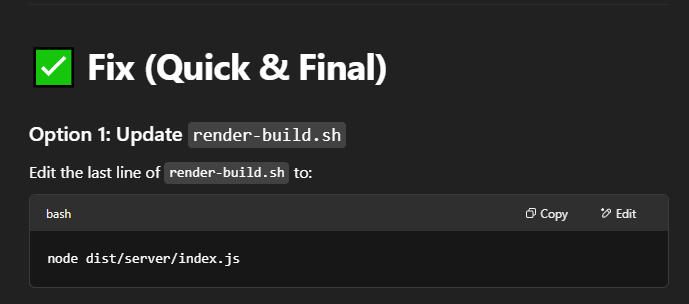 ✅ Fix (Quick & Final)
Option 1: Update render-build.sh
Edit the last line of render-build.sh to:
bash Copy Edit
node dist/server/index.js